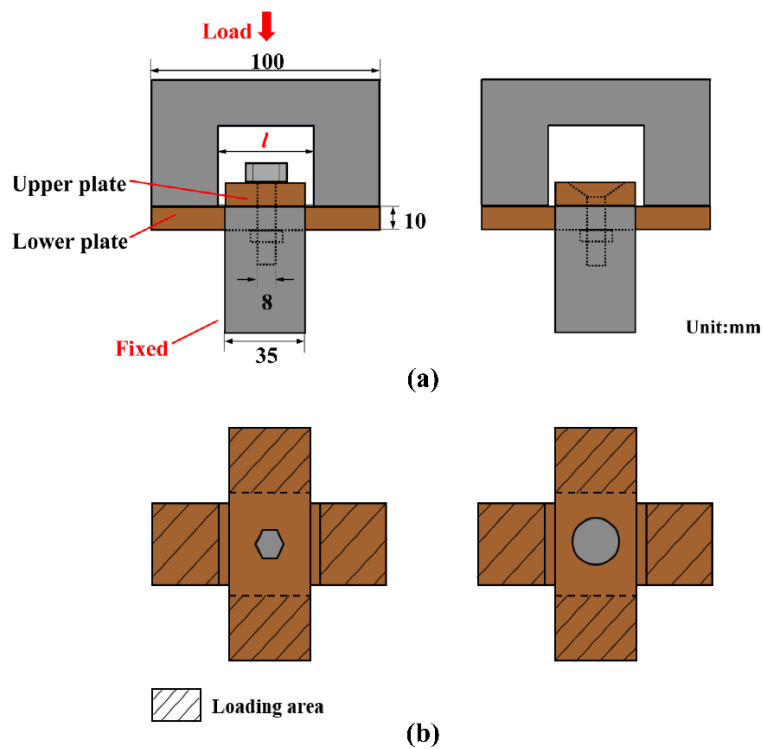 Load
100
l
Upper plate
Lower plate
10
8
Fixed
35
Unit:mm
(a)
Loading area
(b)